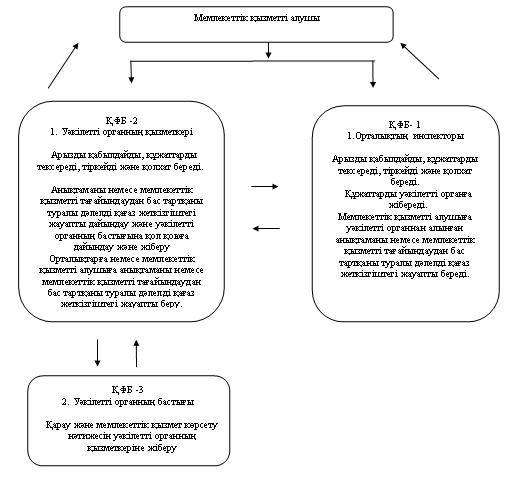 Мемлекеттік қызметті алушы
ҚФБ -2
1. Уәкілетті органның қызметкері
Арызды қабылдайды, құжаттарды
тексереді, тіркейді және қолхат береді.
Анықтаманы немесе мемлекеттік
қызметті тағайындаудан бас тартқаны
туралы дәлелді қағаз жеткізгіштегі
жауапты дайындау және уәкілетті
органның бастығына қол қоюға
дайындау және жіберу
Орталықтарға немесе мемлекеттік
қызметті алушыға анықтаманы немесе
мемлекеттік қызметті тағайындаудан
бас тартқаны туралы дәлелді қағаз
жеткізгіштегі жауапты беру.
ҚФБ- 1
1.Орталықтың инспекторы
Арызды қабылдайды, құжаттарды
тексереді, тіркейді және қолхат
береді.
Құжаттарды уәкілетті органға
жібереді.
Мемлекеттік қызметті алушыға
уәкілетті органнан алынған
анықтаманы немесе мемлекеттік
қызметті тағайындаудан бас
тартқаны туралы дәлелді қағаз
жеткізгіштегі жауапты береді.
ҚФБ -3
2. Уәкілетті органның бастығы
Қарау және мемлекеттік қызмет көрсету
нәтижесін уәкілетті органның
қызметкеріне жіберу